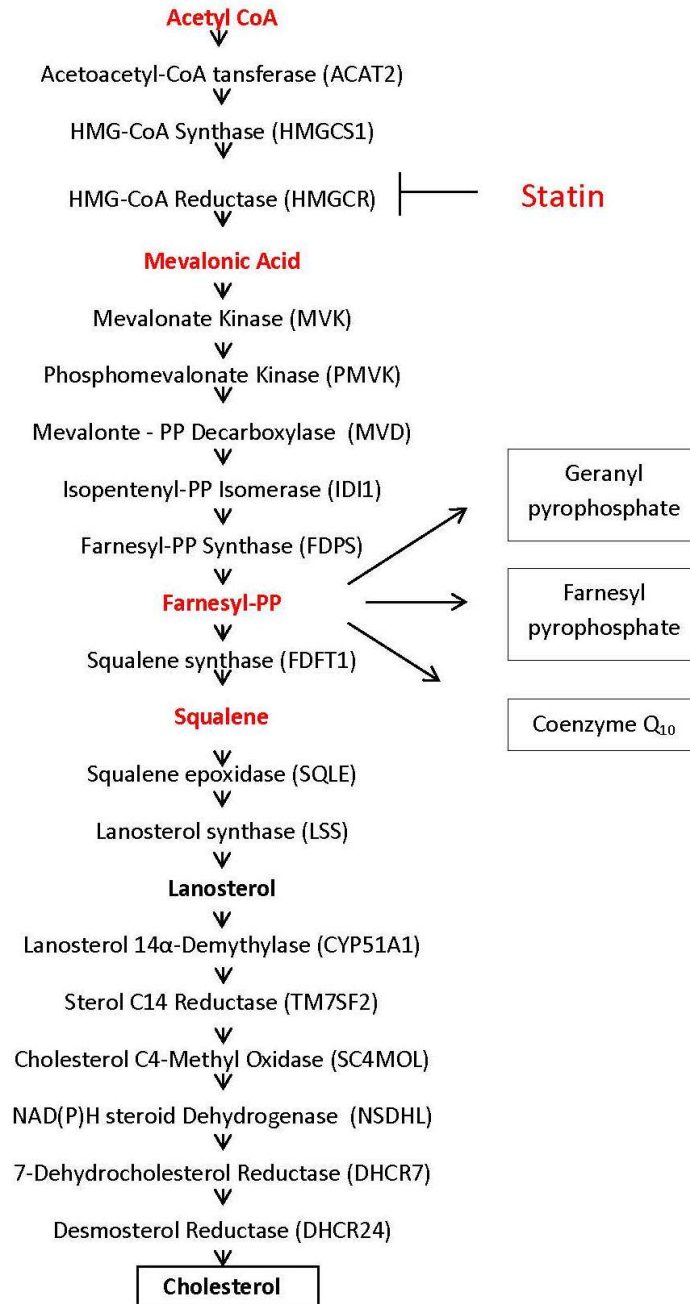 Acetyl CoA
Acetoacetyl-CoA tansferase (ACAT2)
HMG-CoA Synthase (HMGCS1)
HMG-CoA Reductase (HMGCR)
Statin
Mevalonic Acid
Mevalonate Kinase (MVK)
Phosphomevalonate Kinase (PMVK)
Mevalonte - PP Decarboxylase (MVD)
Isopentenyl-PP Isomerase (IDI1)
Farnesyl-PP Synthase (FDPS)
Farnesyl-PP
Geranyl
pyrophosphate
Farnesyl
pyrophosphate
Coenzyme Q₁₀
Squalene synthase (FDFT1)
Squalene
Squalene epoxidase (SQLE)
Lanosterol synthase (LSS)
Lanosterol
Lanosterol 14α-Demythylase (CYP51A1)
Sterol C14 Reductase (TM7SF2)
Cholesterol C4-Methyl Oxidase (SC4MOL)
NAD(P)H steroid Dehydrogenase (NSDHL)
7-Dehydrocholesterol Reductase (DHCR7)
Desmosterol Reductase (DHCR24)
Cholesterol